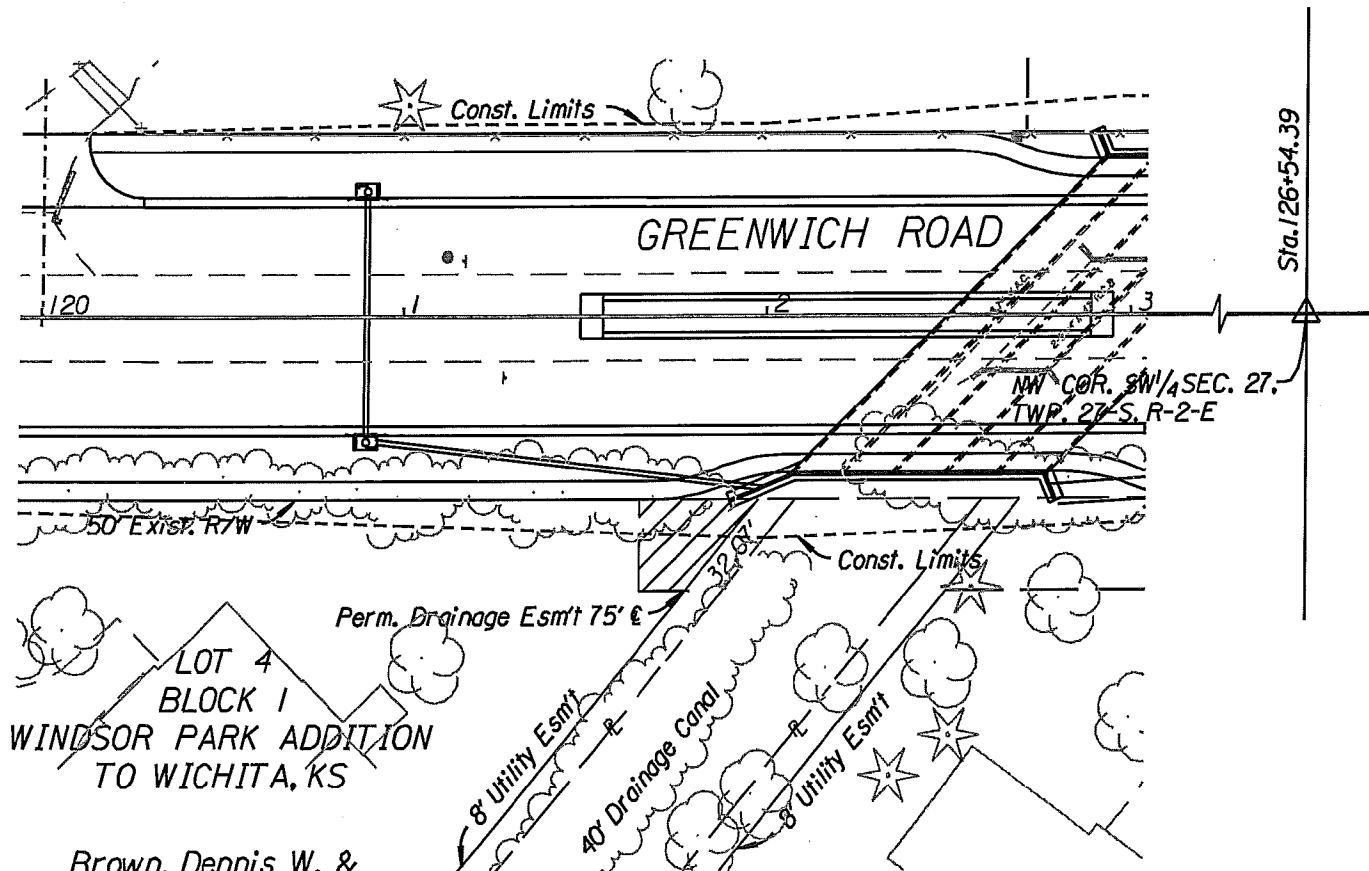 Const. Limits
GREENWICH ROAD
Sta. 126+54.39
120
1
2
3
NW COR. SW1/4 SEC. 27,
TWP. 27-S, R-2-E
50' Exist. R/W
32.07'
Const. Limits
Perm. Drainage Esm't 75' ℄
LOT 4
BLOCK 1
WINDSOR PARK ADDITION
TO WICHITA, KS
8' Utility Esm't
40' Drainage Canal
8' Utility Esm't
Brown, Dennis W. &